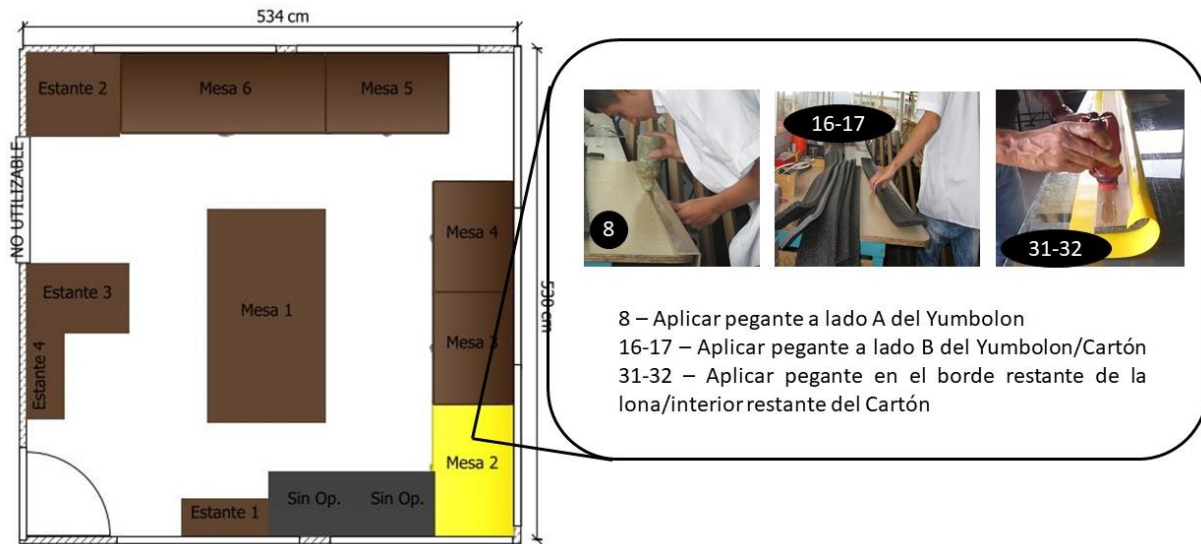 534 cm
Estante 2
Mesa 6
Mesa 5
NO UTILIZABLE
Mesa 4
Estante 3
Mesa 1
530 cm
Mesa 3
Estante 4
Mesa 2
Sin Op.
Sin Op.
Estante 1
8
16-17
31-32
8 – Aplicar pegante a lado A del Yumbolon
16-17 – Aplicar pegante a lado B del Yumbolon/Cartón
31-32 – Aplicar pegante en el borde restante de la
lona/interior restante del Cartón